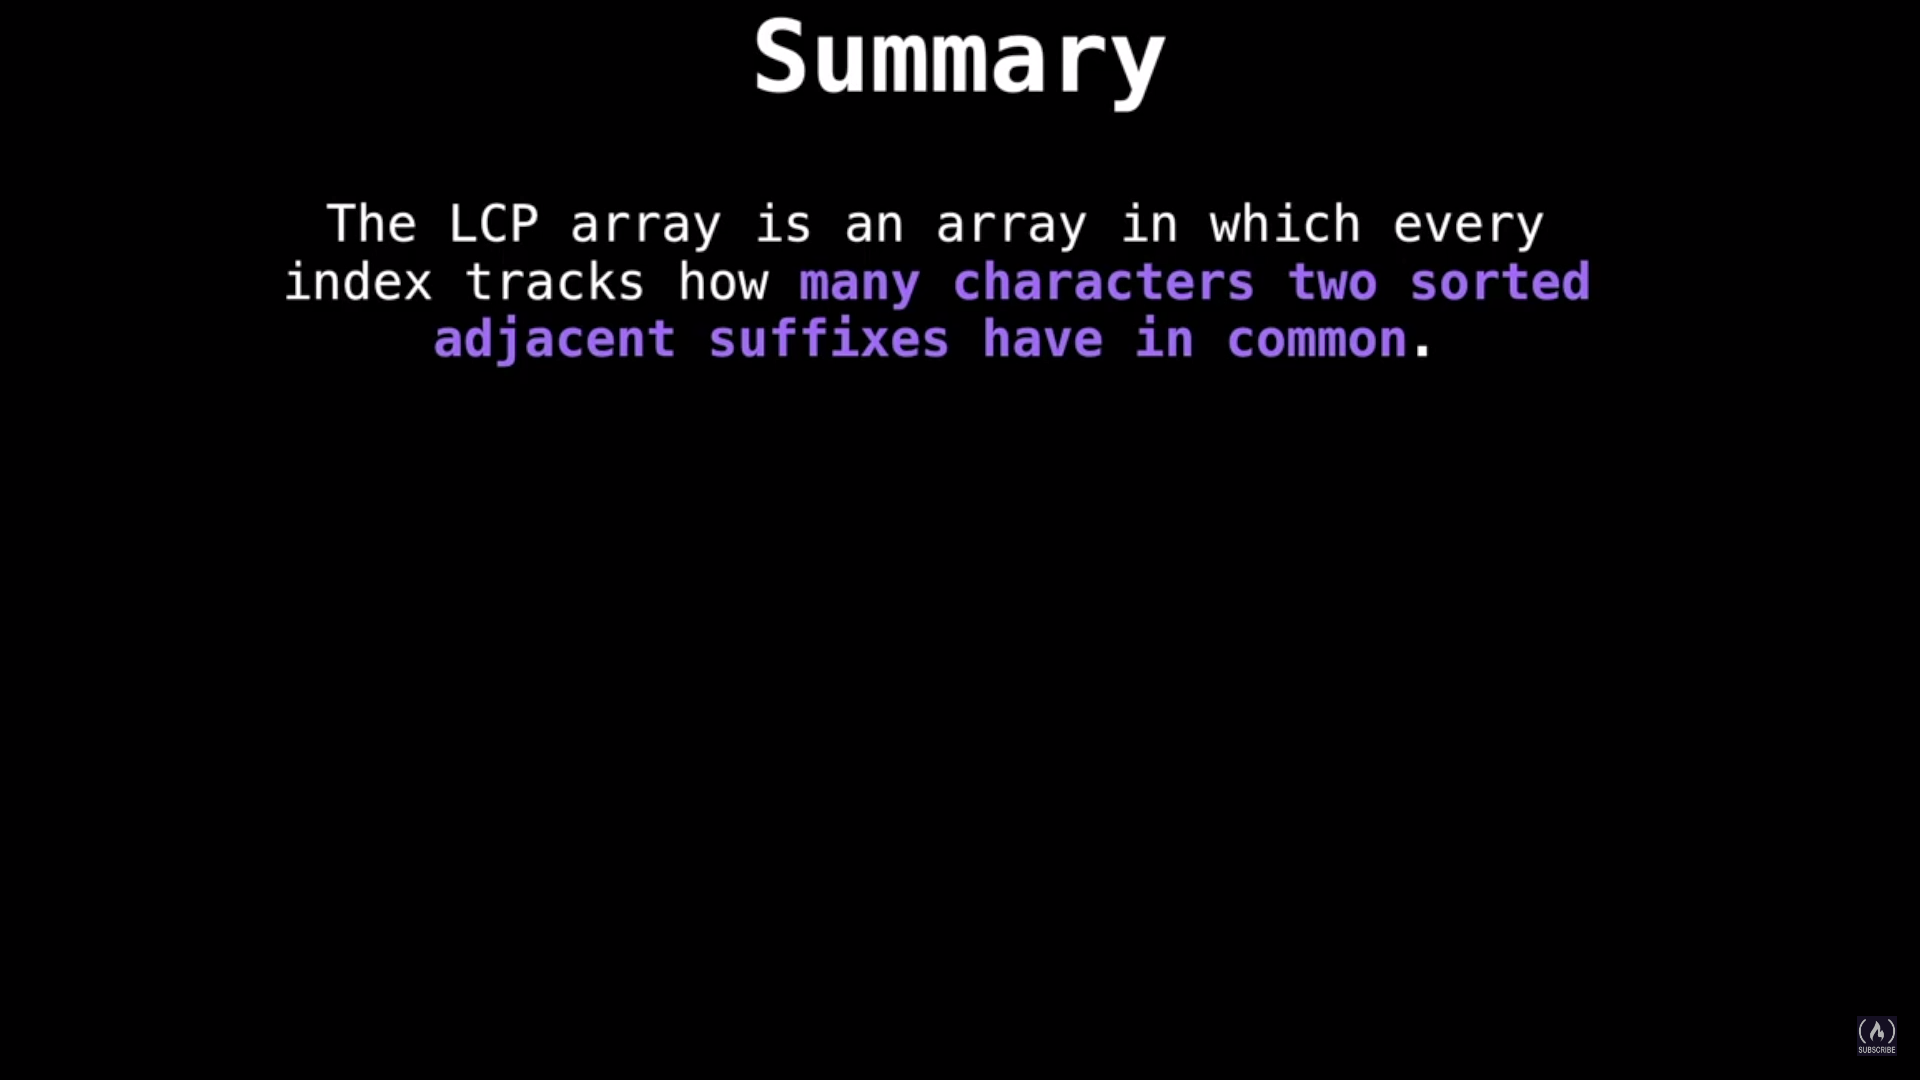 Summary
The LCP array is an array in which every
index tracks how many characters two sorted
adjacent suffixes have in common.
SUBSCRIBE